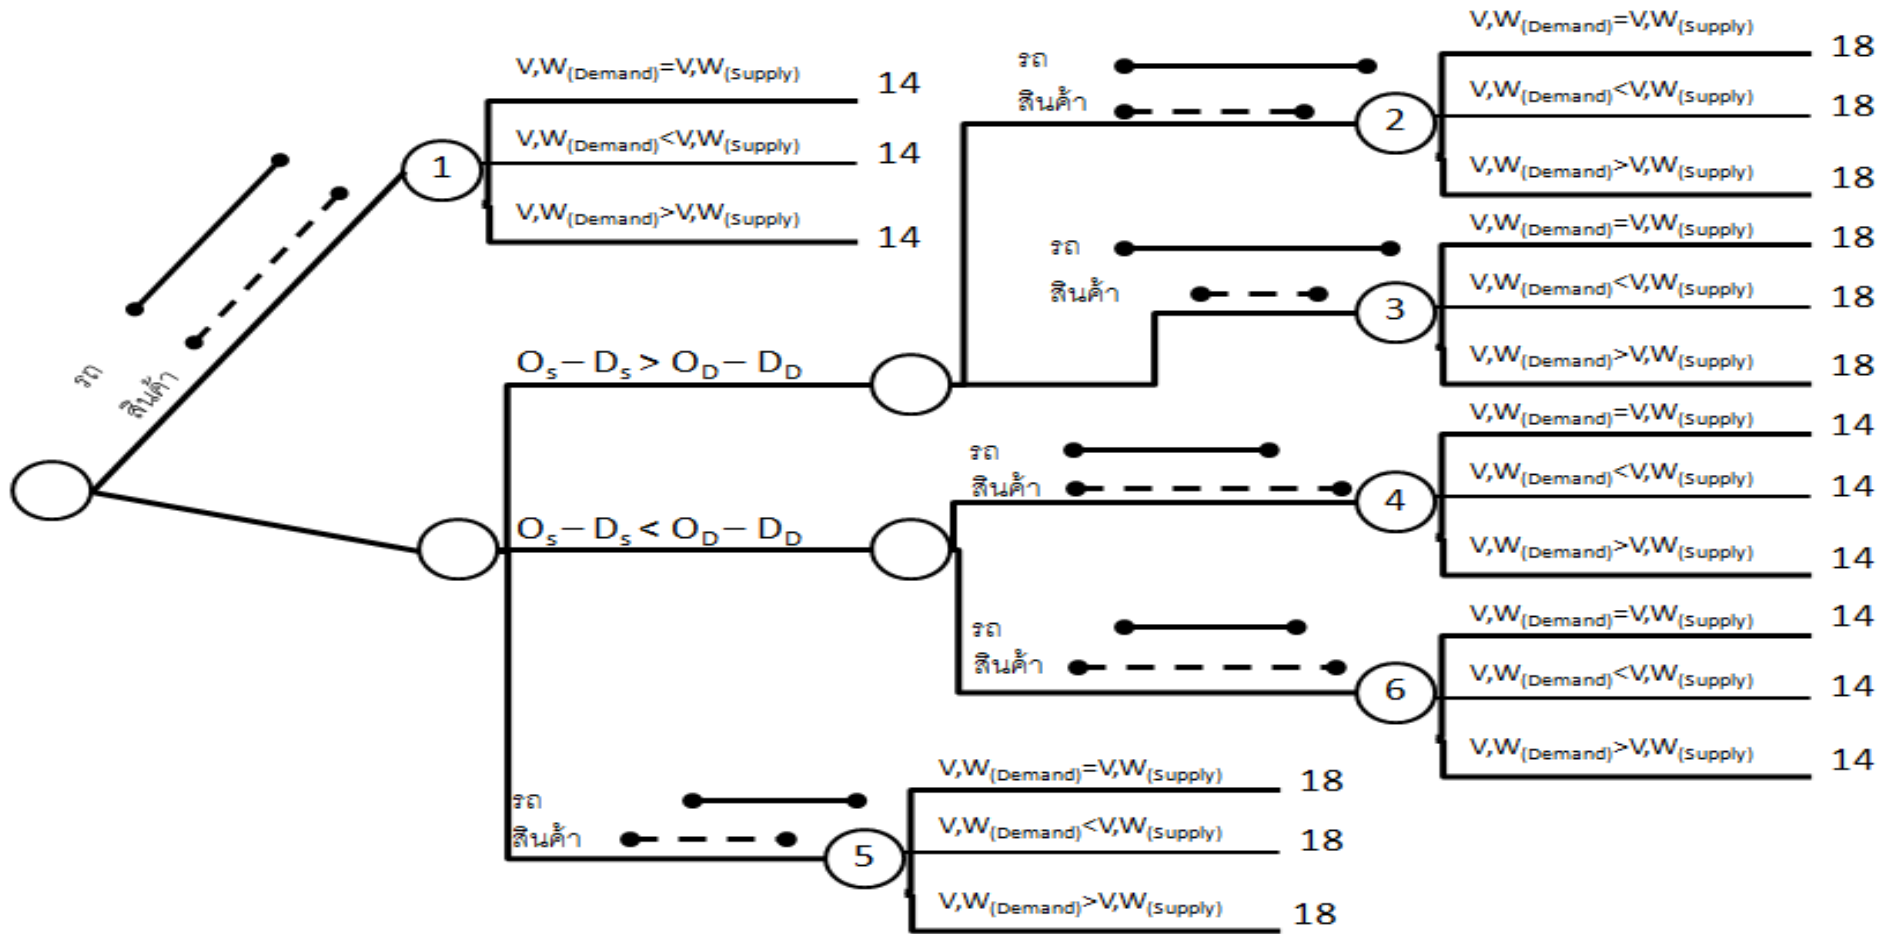 รถ
สินค้า
1
V,W(Demand)=V,W(Supply) 14
V,W(Demand)<V,W(Supply) 14
V,W(Demand)>V,W(Supply) 14
Os – Ds > OD – DD
รถ
สินค้า
2
V,W(Demand)=V,W(Supply) 18
V,W(Demand)<V,W(Supply) 18
V,W(Demand)>V,W(Supply) 18
รถ
สินค้า
3
V,W(Demand)=V,W(Supply) 18
V,W(Demand)<V,W(Supply) 18
V,W(Demand)>V,W(Supply) 18
Os – Ds < OD – DD
รถ
สินค้า
4
V,W(Demand)=V,W(Supply) 14
V,W(Demand)<V,W(Supply) 14
V,W(Demand)>V,W(Supply) 14
รถ
สินค้า
6
V,W(Demand)=V,W(Supply) 14
V,W(Demand)<V,W(Supply) 14
V,W(Demand)>V,W(Supply) 14
รถ
สินค้า
5
V,W(Demand)=V,W(Supply) 18
V,W(Demand)<V,W(Supply) 18
V,W(Demand)>V,W(Supply) 18